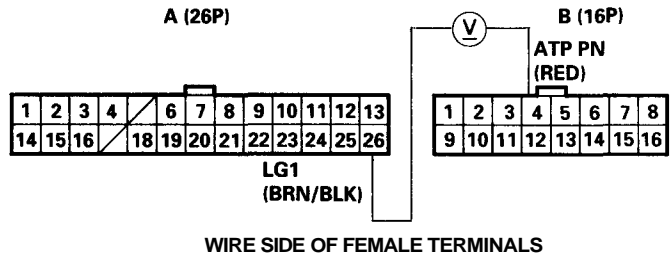 A (26P)
B (16P)
V
ATP PN
(RED)
1 2 3 4 6 7 8 9 10 11 12 13
14 15 16 18 19 20 21 22 23 24 25 26
1 2 3 4 5 6 7 8
9 10 11 12 13 14 15 16
LG1
(BRN/BLK)
WIRE SIDE OF FEMALE TERMINALS